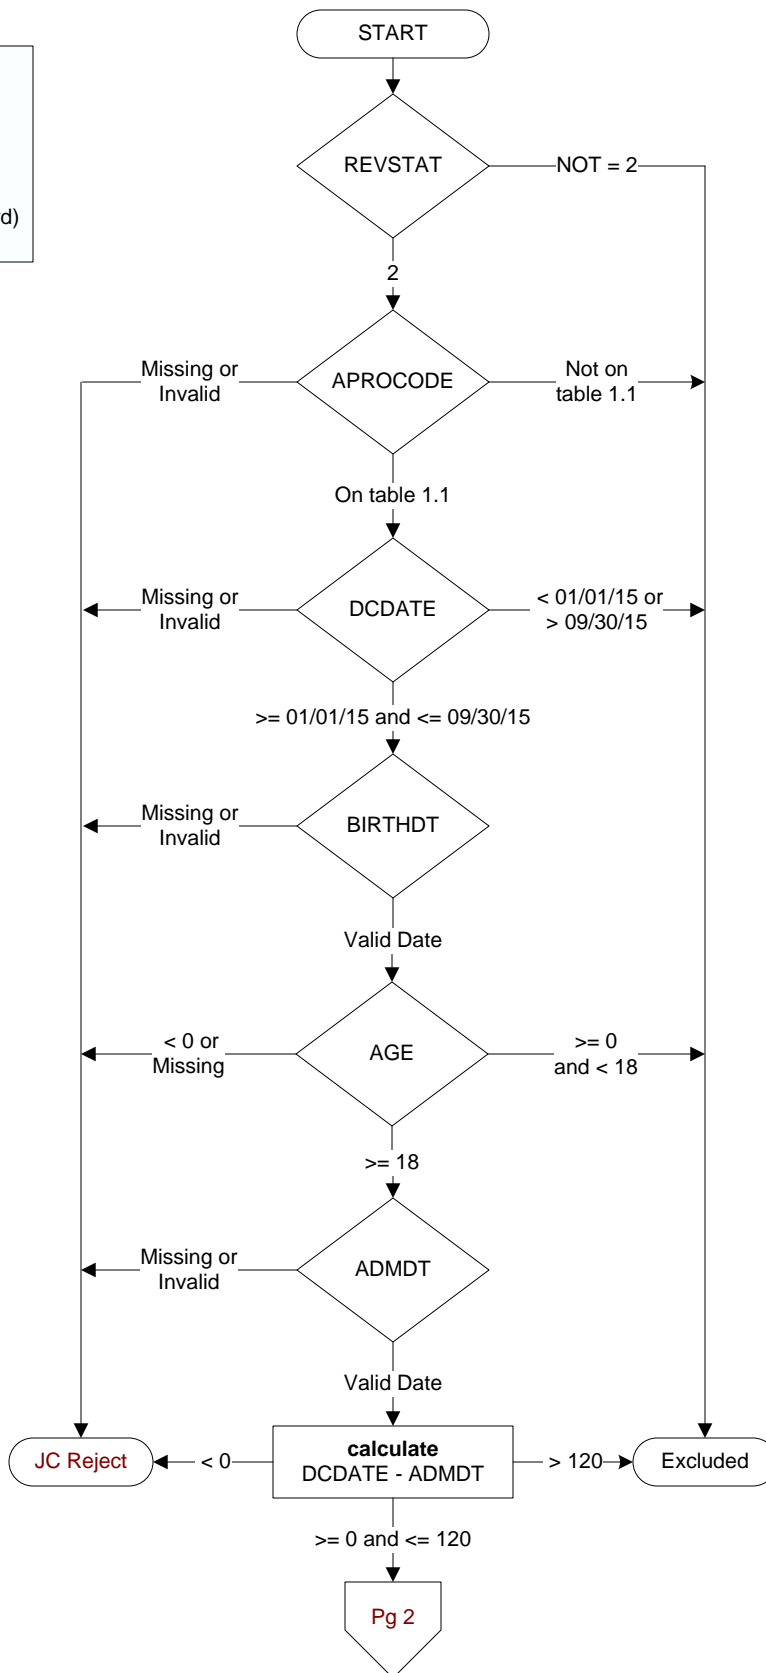 START
REVSTAT
NOT = 2
rd)
2
Missing or
Invalid
APROCODE
Not on
table 1.1
On table 1.1
Missing or
Invalid
DCDATE
< 01/01/15 or
> 09/30/15
>= 01/01/15 and <= 09/30/15
Missing or
Invalid
BIRTHDT
Valid Date
< 0 or
Missing
AGE
>= 0
and < 18
>= 18
Missing or
Invalid
ADMDT
Valid Date
JC Reject
< 0
calculate
DCDATE - ADMDT
> 120
Excluded
>= 0 and <= 120
Pg 2